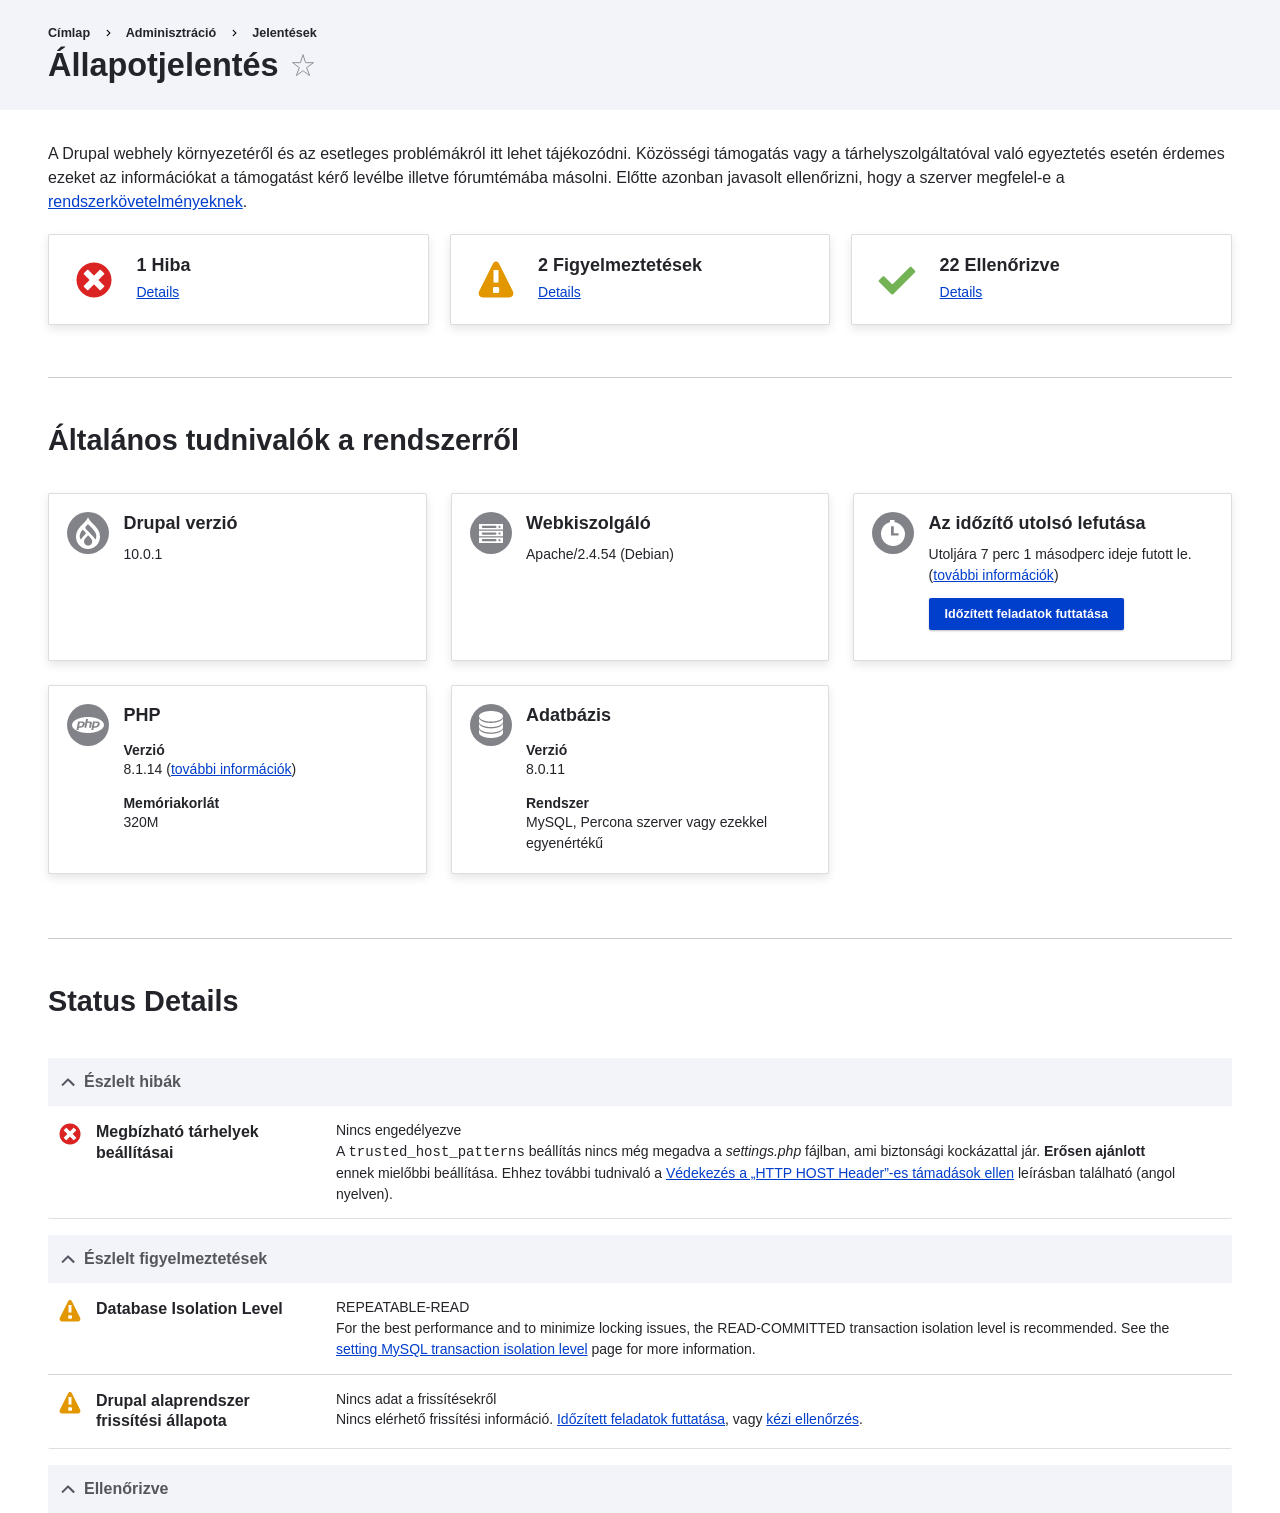 Címlap › Adminisztráció › Jelentések
Állapotjelentés ☆
A Drupal webhely környezetéről és az esetleges problémákról itt lehet tájékozódni. Közösségi támogatás vagy a tárhelyszolgáltatóval való egyeztetés esetén érdemes
ezeket az információkat a támogatást kérő levélbe illetve fórumtémába másolni. Előtte azonban javasolt ellenőrizni, hogy a szerver megfelel-e a
rendszerkövetelményeknek.
1 Hiba
Details
2 Figyelmeztetések
Details
22 Ellenőrizve
Details
Általános tudnivalók a rendszerről
Drupal verzió
10.0.1
Webkiszolgáló
Apache/2.4.54 (Debian)
Az időzítő utolsó lefutása
Utoljára 7 perc 1 másodperc ideje futott le.
(további információk)
Időzített feladatok futtatása
php
PHP
Verzió
8.1.14 (további információk)
Memóriakorlát
320M
Adatbázis
Verzió
8.0.11
Rendszer
MySQL, Percona szerver vagy ezekkel
egyenértékű
Status Details
Észlelt hibák
Megbízható tárhelyek
beállításai
Nincs engedélyezve
A trusted_host_patterns beállítás nincs még megadva a settings.php fájlban, ami biztonsági kockázattal jár. Erősen ajánlott
ennek mielőbbi beállítása. Ehhez további tudnivaló a Védekezés a „HTTP HOST Header”-es támadások ellen leírásban található (angol
nyelven).
Észlelt figyelmeztetések
Database Isolation Level
REPEATABLE-READ
For the best performance and to minimize locking issues, the READ-COMMITTED transaction isolation level is recommended. See the
setting MySQL transaction isolation level page for more information.
Drupal alaprendszer
frissítési állapota
Nincs adat a frissítésekről
Nincs elérhető frissítési információ. Időzített feladatok futtatása, vagy kézi ellenőrzés.
Ellenőrizve